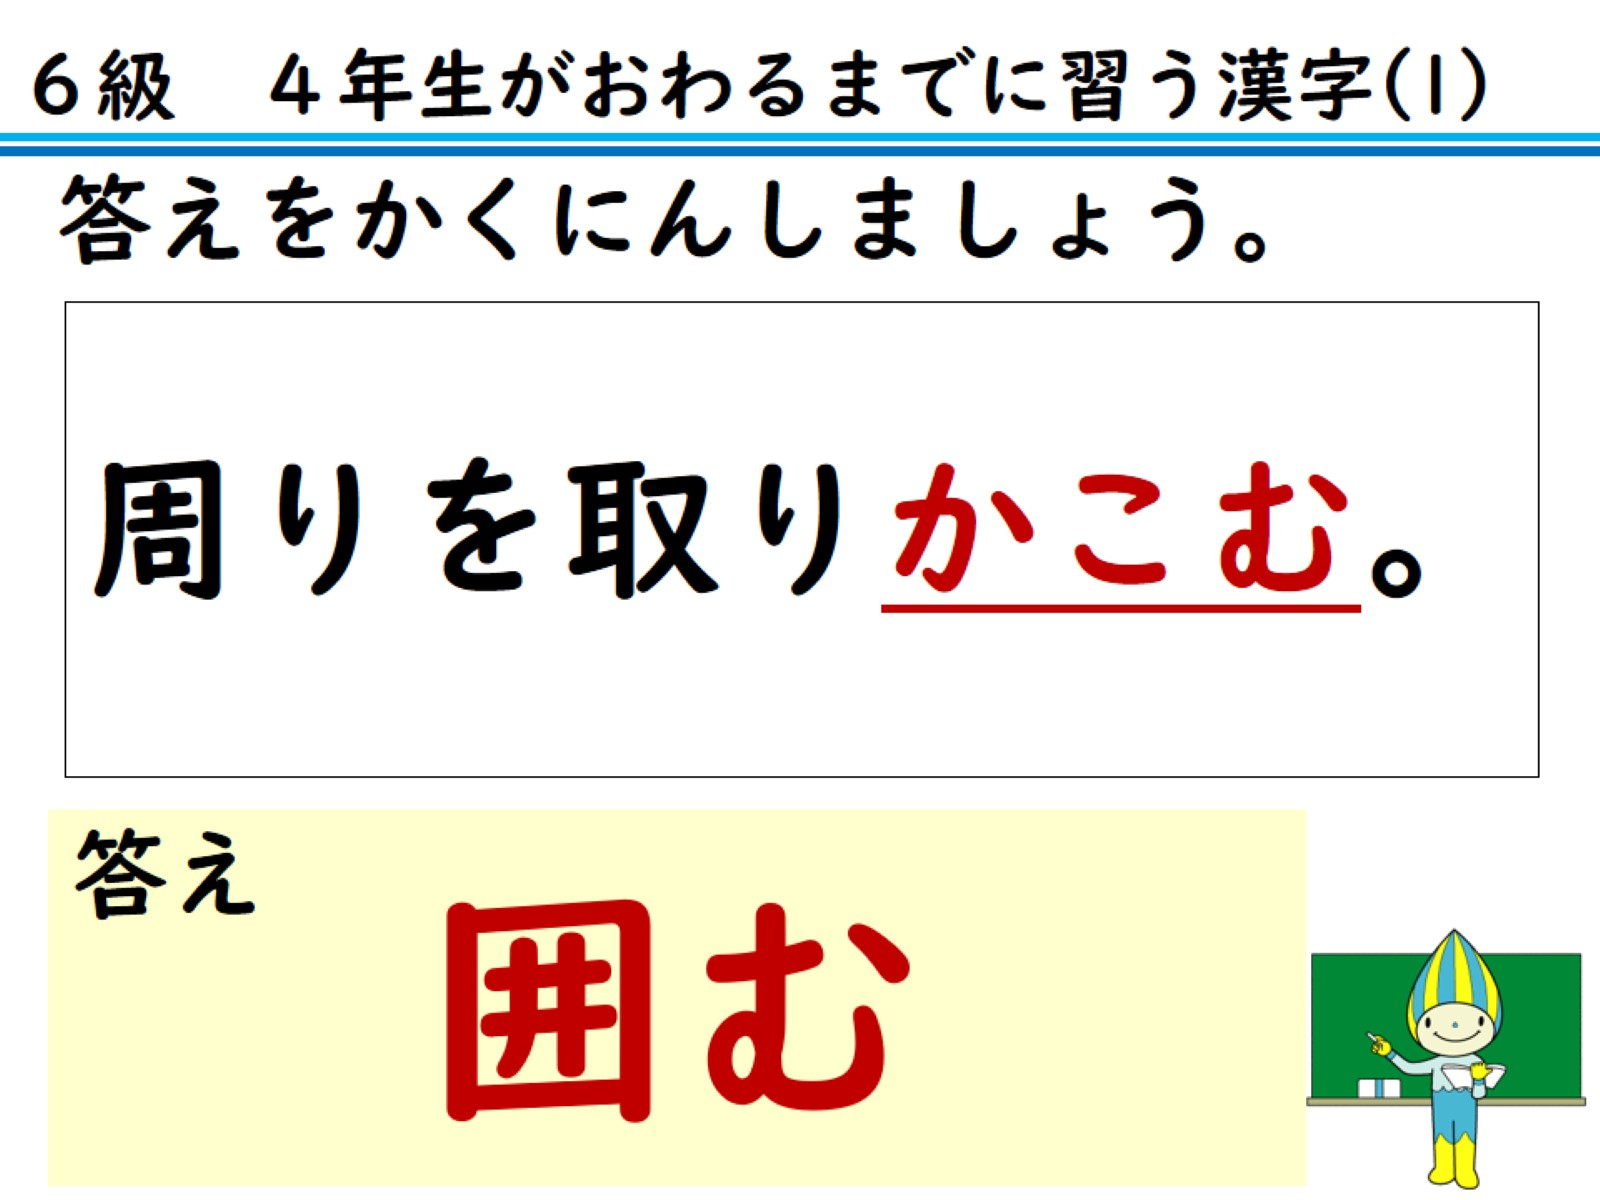 ６級　４年生がおわるまでに習う漢字(1)
答えをかくにんしましょう。
周りを取りかこむ。
答え
囲む